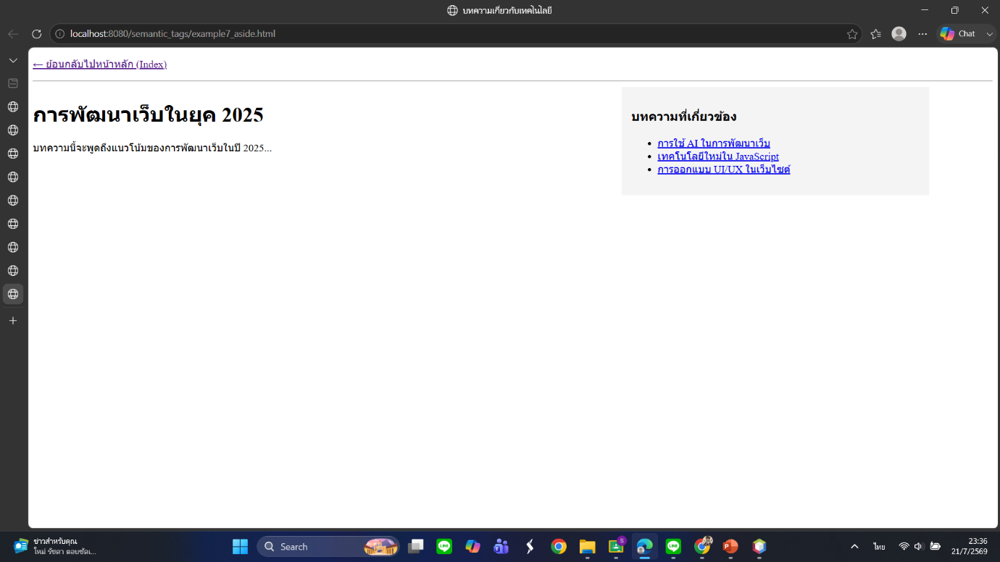 บทความเกี่ยวกับเทคโนโลยี
localhost:8080/semantic_tags/example7_aside.html
Chat
← ย้อนกลับไปหน้าหลัก (Index)
การพัฒนาเว็บในยุค 2025
บทความนี้จะพูดถึงแนวโน้มของการพัฒนาเว็บในปี 2025...
บทความที่เกี่ยวข้อง
การใช้ AI ในการพัฒนาเว็บ
เทคโนโลยีใหม่ใน JavaScript
การออกแบบ UI/UX ในเว็บไซต์
ข่าวสำหรับคุณ
ใหม่ รัชดา ตอบชัดเ...
Search
ไทย
23:36
21/7/2569